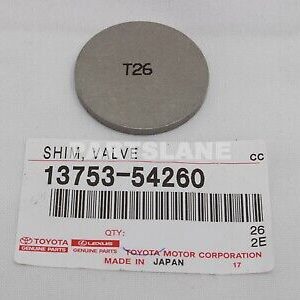 T26
PARTSLANE
SHIM, VALVE CC
13753-54260
QTY: 26
2E
TOYOTA LEXUS TOYOTA MOTOR CORPORATION
GENUINE PARTS GENUINE PARTS MADE IN JAPAN 17